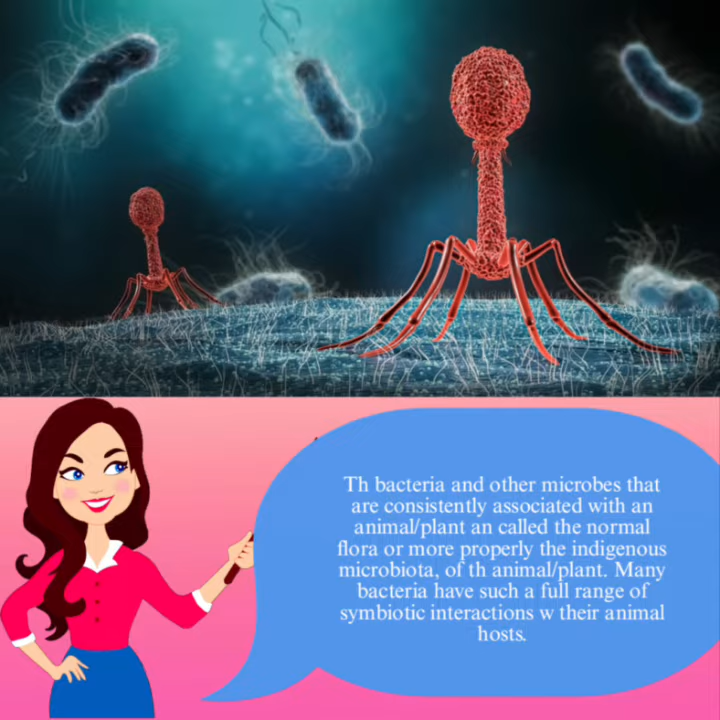 Th bacteria and other microbes that
are consistently associated with an
animal/plant an called the normal
flora or more properly the indigenous
microbiota, of th animal/plant. Many
bacteria have such a full range of
symbiotic interactions w their animal
hosts.